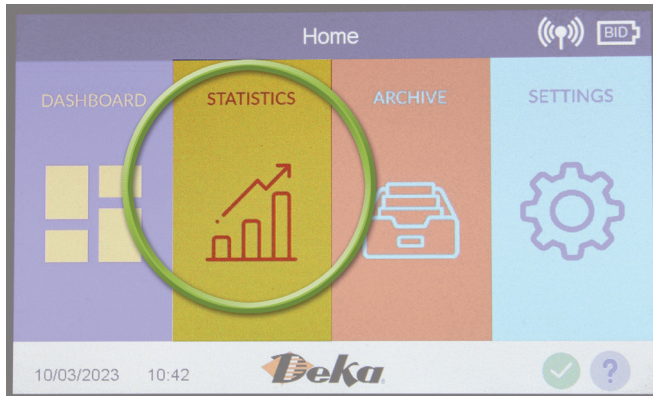 Home
BID
DASHBOARD
STATISTICS
ARCHIVE
SETTINGS
10/03/2023 10:42
Deka
?